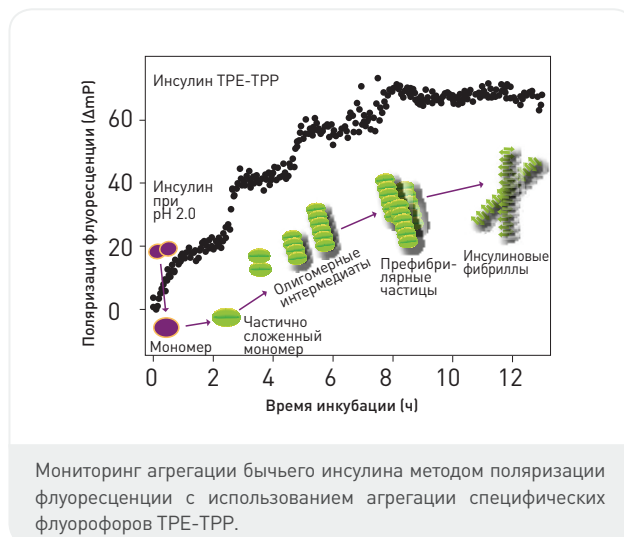 Инсулин TPE-TPP
Поляризация флуоресценции (ΔmP)
60
40
20
0
Инсулин
при
pH 2.0
Мономер
Частично
сложенный
мономер
Олигомерные
интермедиаты
Префибри-
лярные
частицы
Инсулиновые
фибриллы
0 2 4 6 8 10 12
Время инкубации (ч)
Мониторинг агрегации бычьего инсулина методом поляризации
флуоресценции с использованием агрегации специфических
флуорофоров TPE-TPP.